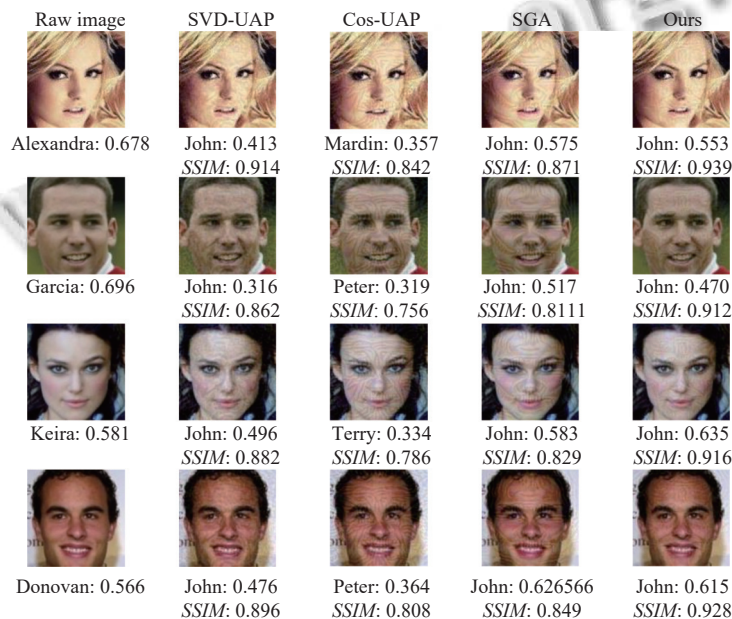 Raw image SVD-UAP Cos-UAP SGA Ours
Alexandra: 0.678 John: 0.413 Mardin: 0.357 John: 0.575 John: 0.553
SSIM: 0.914 SSIM: 0.842 SSIM: 0.871 SSIM: 0.939
Garcia: 0.696 John: 0.316 Peter: 0.319 John: 0.517 John: 0.470
SSIM: 0.862 SSIM: 0.756 SSIM: 0.8111 SSIM: 0.912
Keira: 0.581 John: 0.496 Terry: 0.334 John: 0.583 John: 0.635
SSIM: 0.882 SSIM: 0.786 SSIM: 0.829 SSIM: 0.916
Donovan: 0.566 John: 0.476 Peter: 0.364 John: 0.626566 John: 0.615
SSIM: 0.896 SSIM: 0.808 SSIM: 0.849 SSIM: 0.928